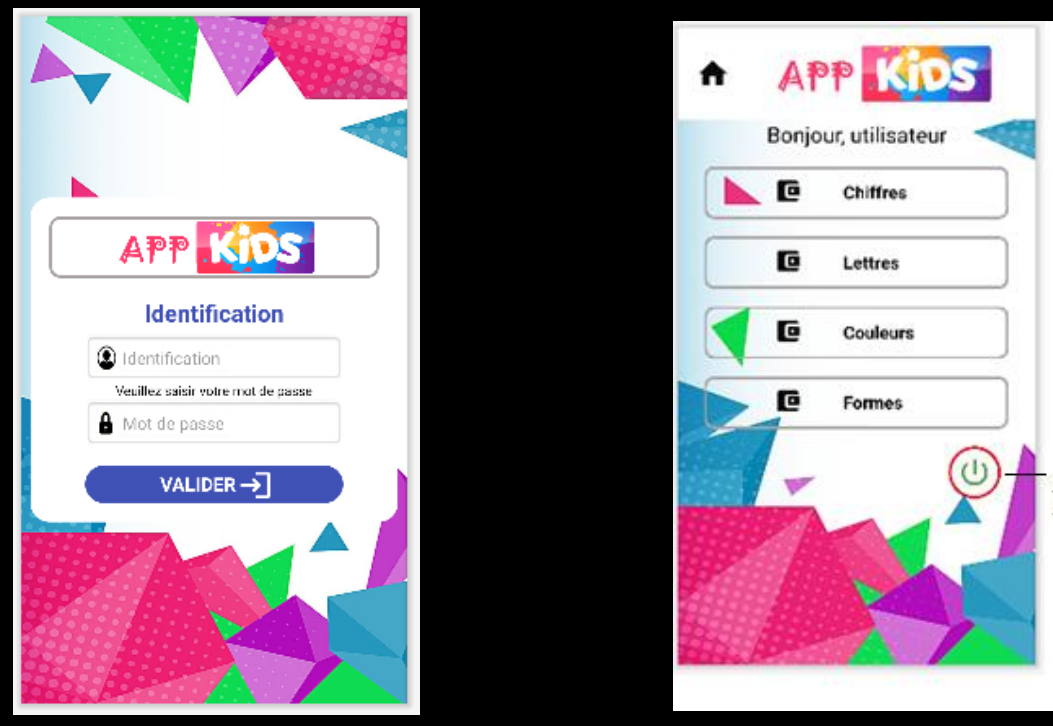 APP KiDS
Identification
Identification
Veuillez saisir votre mot de passe
Mot de passe
VALIDER
APP KiDS
Bonjour, utilisateur
Chiffres
Lettres
Couleurs
Formes